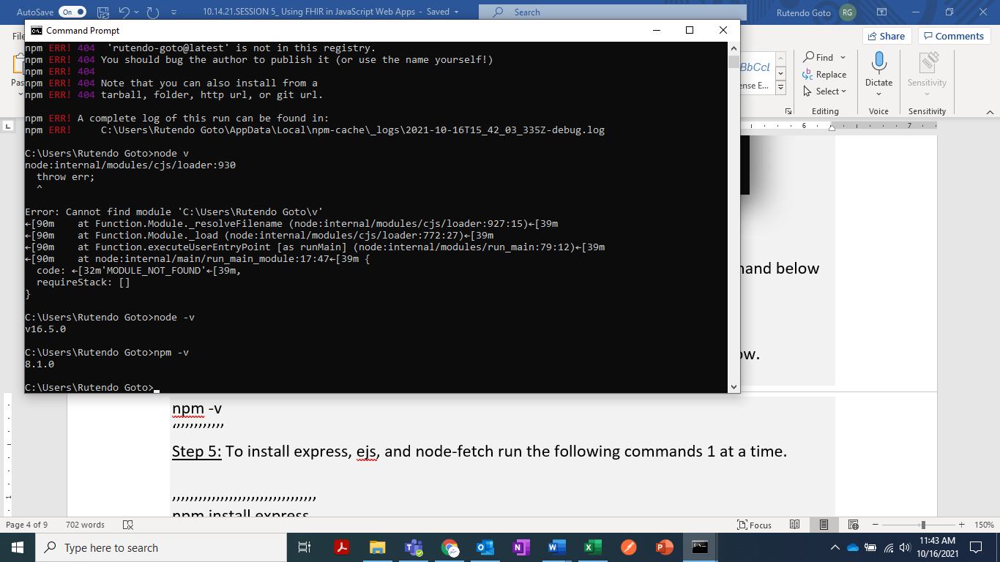 AutoSave On 10.14.21.SESSION 5_ Using FHIR in JavaScript Web Apps - Saved Search Rutendo Goto RG
Command Prompt
File
Share Comments
npm ERR! 404  'rutendo-goto@latest' is not in this registry.
npm ERR! 404 You should bug the author to publish it (or use the name yourself!)
npm ERR! 404
npm ERR! 404 Note that you can also install from a
npm ERR! 404 tarball, folder, http url, or git url.
npm ERR! A complete log of this run can be found in:
npm ERR!     C:\Users\Rutendo Goto\AppData\Local\npm-cache\_logs\2021-10-16T15_42_03_335Z-debug.log
C:\Users\Rutendo Goto>node v
node:internal/modules/cjs/loader:930
  throw err;
  ^
Error: Cannot find module 'C:\Users\Rutendo Goto\v'
←[90m    at Function.Module._resolveFilename (node:internal/modules/cjs/loader:927:15)←[39m
←[90m    at Function.Module._load (node:internal/modules/cjs/loader:772:27)←[39m
←[90m    at Function.executeUserEntryPoint [as runMain] (node:internal/modules/run_main:79:12)←[39m
←[90m    at node:internal/main/run_main_module:17:47←[39m {
  code: ←[32m'MODULE_NOT_FOUND'←[39m,
  requireStack: []
}
C:\Users\Rutendo Goto>node -v
v16.5.0
C:\Users\Rutendo Goto>npm -v
8.1.0
C:\Users\Rutendo Goto>
Past
BbCcl
ense E...
Find
Replace
Select
Editing
Dictate
Voice
Sensitivity
Sensitivity
6 7
hand below
ow.
npm -v
‘’’’’’’’’’’’
Step 5: To install express, ejs, and node-fetch run the following commands 1 at a time.
’’’’’’’’’’’’’’’’’’’’’’’’’’’’’’’’’
npm install express
1
Page 4 of 9 702 words Focus 150%
Type here to search
11:43 AM
10/16/2021